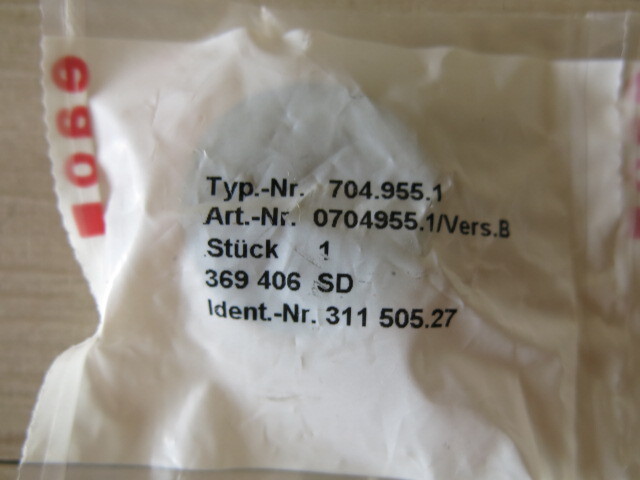 ego
Typ.-Nr. 704.955.1
Art.-Nr. 0704955.1/Vers.B
Stück 1
369 406 SD
Ident.-Nr. 311 505.27